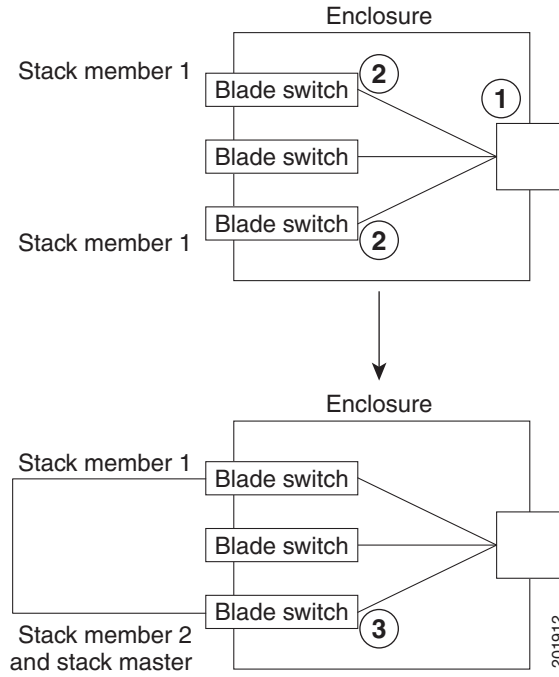 Enclosure
Stack member 1
Blade switch
2
1
Blade switch
Blade switch
Stack member 1
2
Enclosure
Stack member 1
Blade switch
Blade switch
Blade switch
3
Stack member 2
and stack master
201912